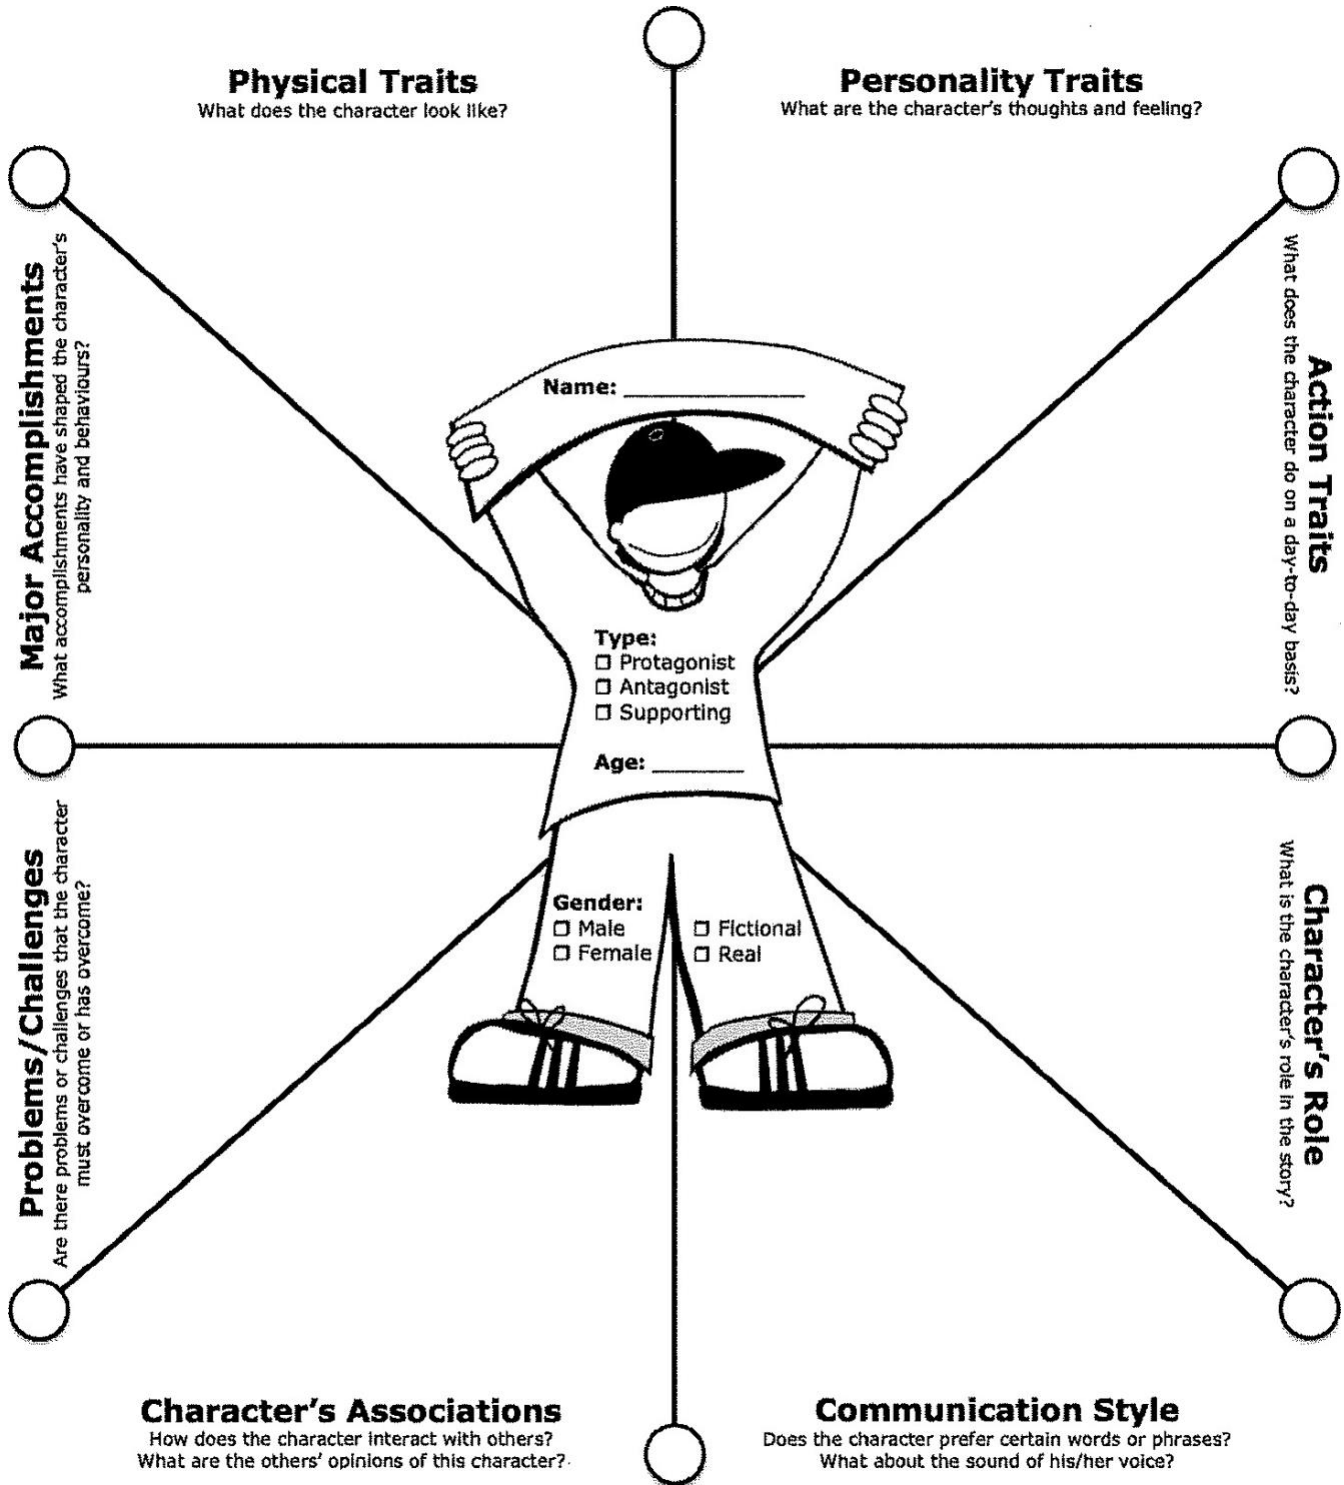 Physical Traits
What does the character look like?
Personality Traits
What are the character's thoughts and feeling?
Major Accomplishments
What accomplishments have shaped the character's
personality and behaviours?
Action Traits
What does the character do on a day-to-day basis?
Name:
Type:
Protagonist
Antagonist
Supporting
Age:
Gender:
Male
Female
Fictional
Real
Problems/Challenges
Are there problems or challenges that the character
must overcome or has overcome?
Character's Role
What is the character's role in the story?
Character's Associations
How does the character interact with others?
What are the others' opinions of this character?
Communication Style
Does the character prefer certain words or phrases?
What about the sound of his/her voice?